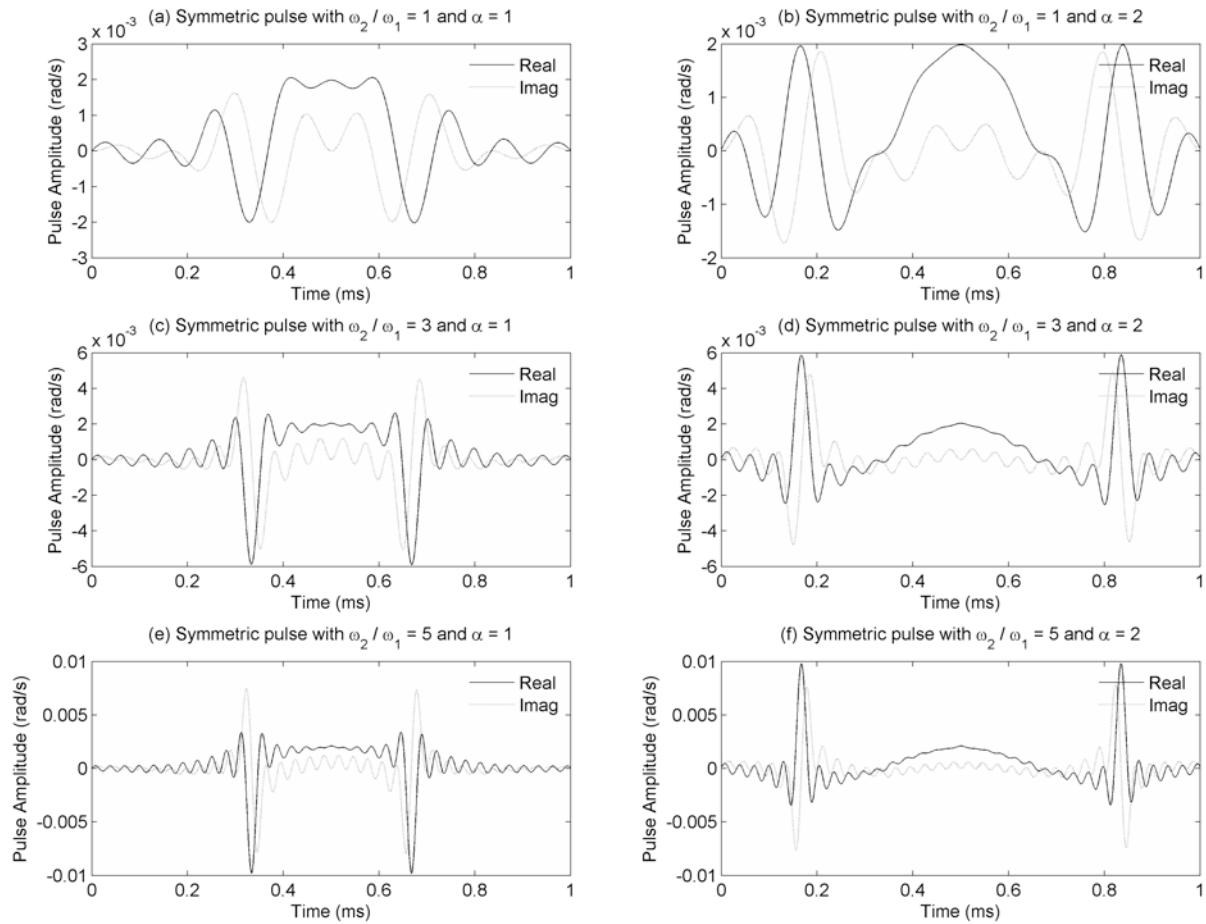 (a) Symmetric pulse with ω₂ / ω₁ = 1 and α = 1
x 10⁻³
Pulse Amplitude (rad/s)
3
2
1
0
-1
-2
-3
Real
Imag
0 0.2 0.4 0.6 0.8 1
Time (ms)
(b) Symmetric pulse with ω₂ / ω₁ = 1 and α = 2
x 10⁻³
Pulse Amplitude (rad/s)
2
1
0
-1
-2
Real
Imag
0 0.2 0.4 0.6 0.8 1
Time (ms)
(c) Symmetric pulse with ω₂ / ω₁ = 3 and α = 1
x 10⁻³
Pulse Amplitude (rad/s)
6
4
2
0
-2
-4
-6
Real
Imag
0 0.2 0.4 0.6 0.8 1
Time (ms)
(d) Symmetric pulse with ω₂ / ω₁ = 3 and α = 2
x 10⁻³
Pulse Amplitude (rad/s)
6
4
2
0
-2
-4
-6
Real
Imag
0 0.2 0.4 0.6 0.8 1
Time (ms)
(e) Symmetric pulse with ω₂ / ω₁ = 5 and α = 1
Pulse Amplitude (rad/s)
0.01
0.005
0
-0.005
-0.01
Real
Imag
0 0.2 0.4 0.6 0.8 1
Time (ms)
(f) Symmetric pulse with ω₂ / ω₁ = 5 and α = 2
Pulse Amplitude (rad/s)
0.01
0.005
0
-0.005
-0.01
Real
Imag
0 0.2 0.4 0.6 0.8 1
Time (ms)